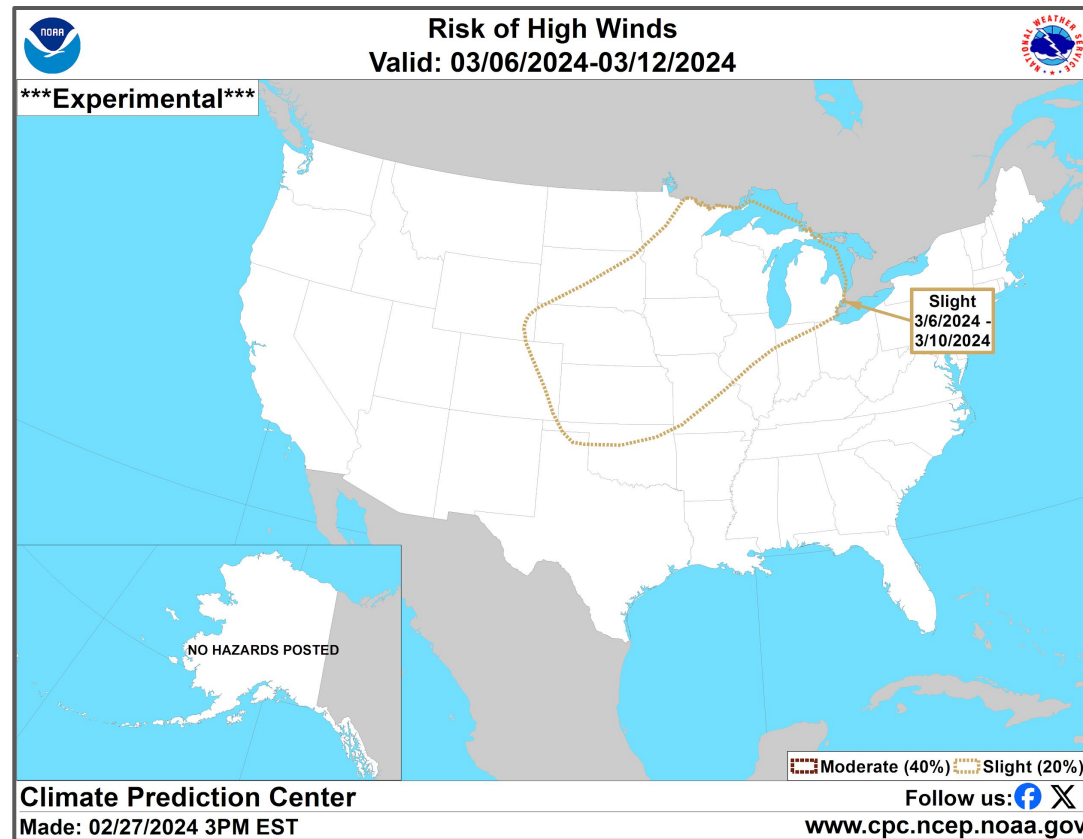 NOAA
Risk of High Winds
Valid: 03/06/2024-03/12/2024
NATIONAL WEATHER SERVICE
***Experimental***
Slight
3/6/2024 -
3/10/2024
NO HAZARDS POSTED
Moderate (40%) Slight (20%)
Climate Prediction Center
Follow us:
Made: 02/27/2024 3PM EST
www.cpc.ncep.noaa.gov